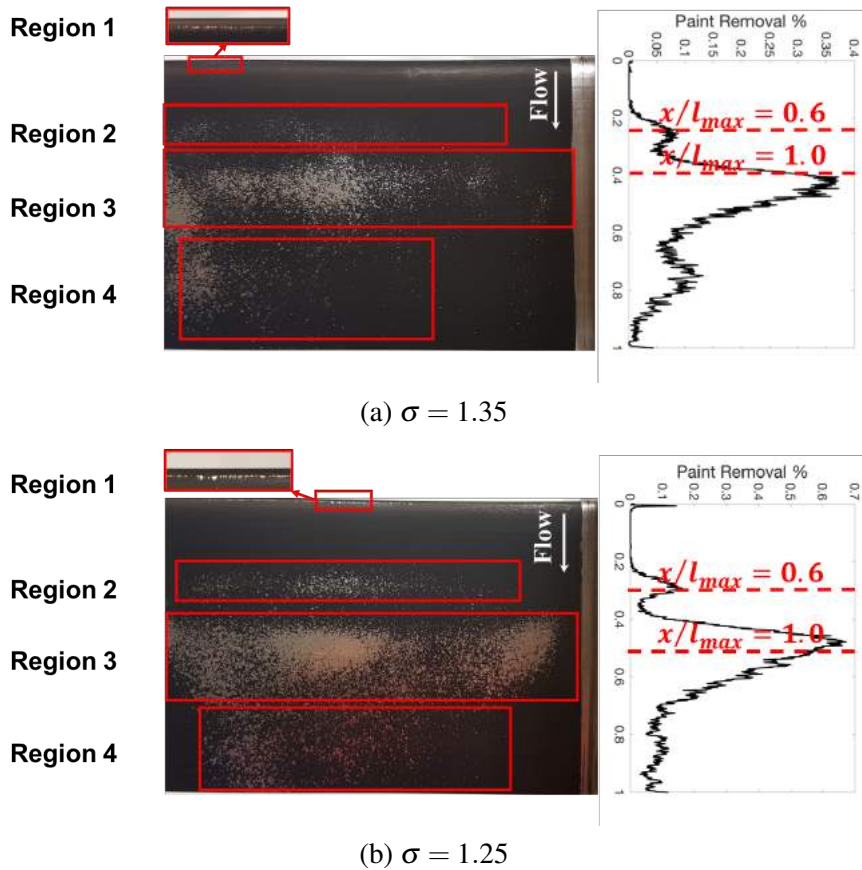 Region 1
Region 2
Region 3
Region 4
Flow
Paint Removal %
0 0.05 0.1 0.15 0.2 0.25 0.3 0.35 0.4
0
0.2
0.4
0.6
0.8
1
x/l_max = 0.6
x/l_max = 1.0
(a) σ = 1.35
Region 1
Region 2
Region 3
Region 4
Flow
Paint Removal %
0 0.1 0.2 0.3 0.4 0.5 0.6 0.7
0
0.2
0.4
0.6
0.8
1
x/l_max = 0.6
x/l_max = 1.0
(b) σ = 1.25